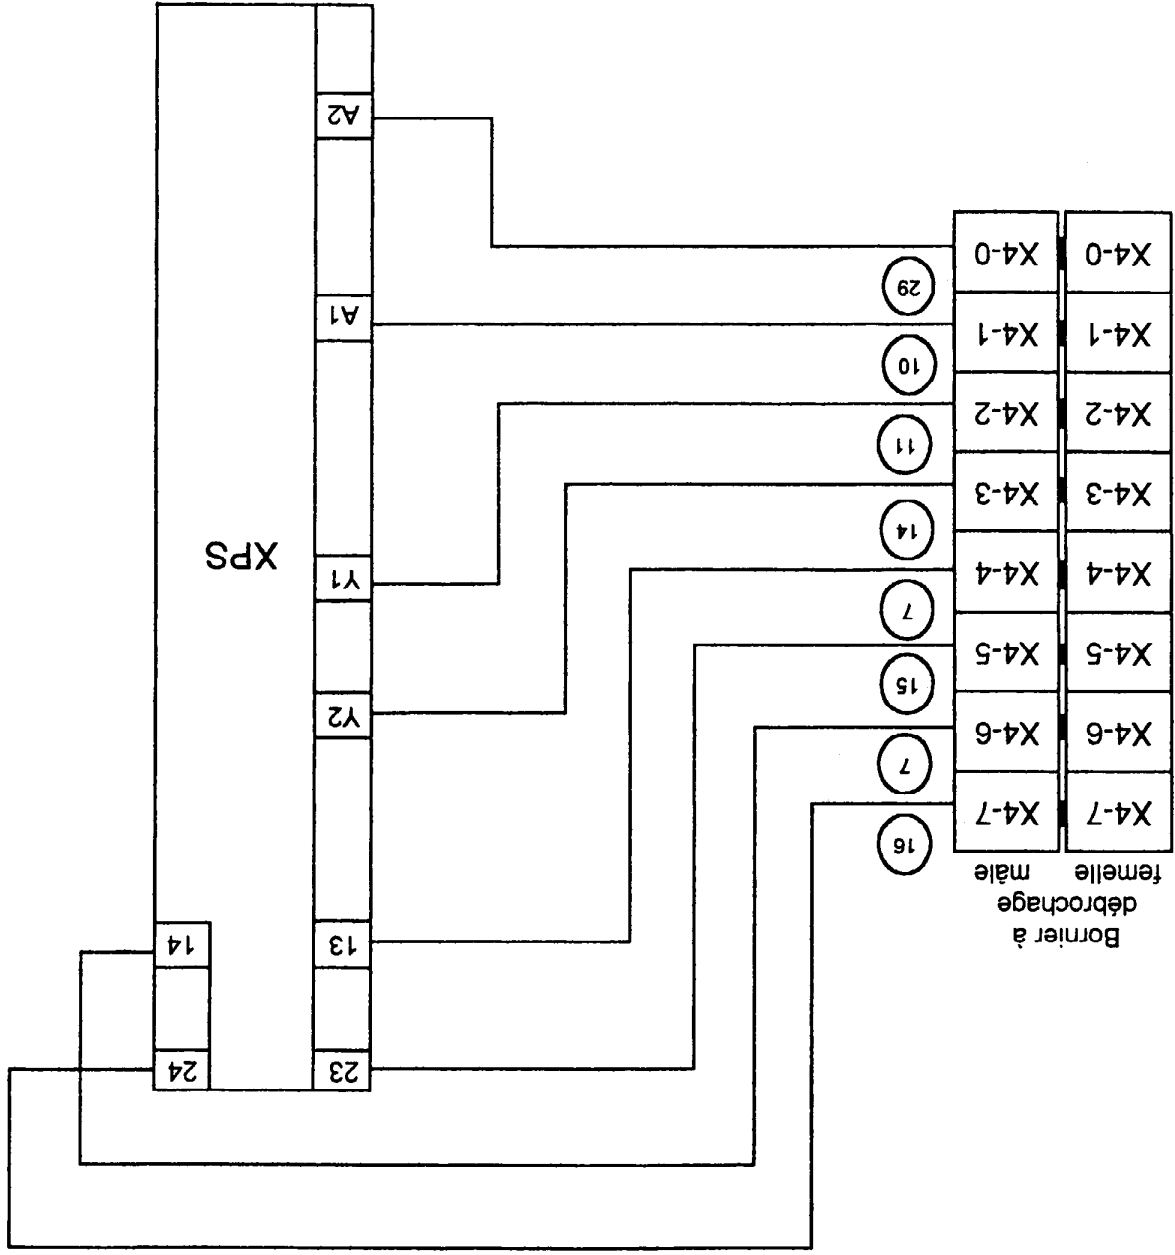 Bornier à
débrochage
femelle mâle
X4-7 X4-7
X4-6 X4-6
X4-5 X4-5
X4-4 X4-4
X4-3 X4-3
X4-2 X4-2
X4-1 X4-1
X4-0 X4-0
16
7
15
7
14
11
10
29
23 24
13 14
Y2
Y1
XPS
A1
A2